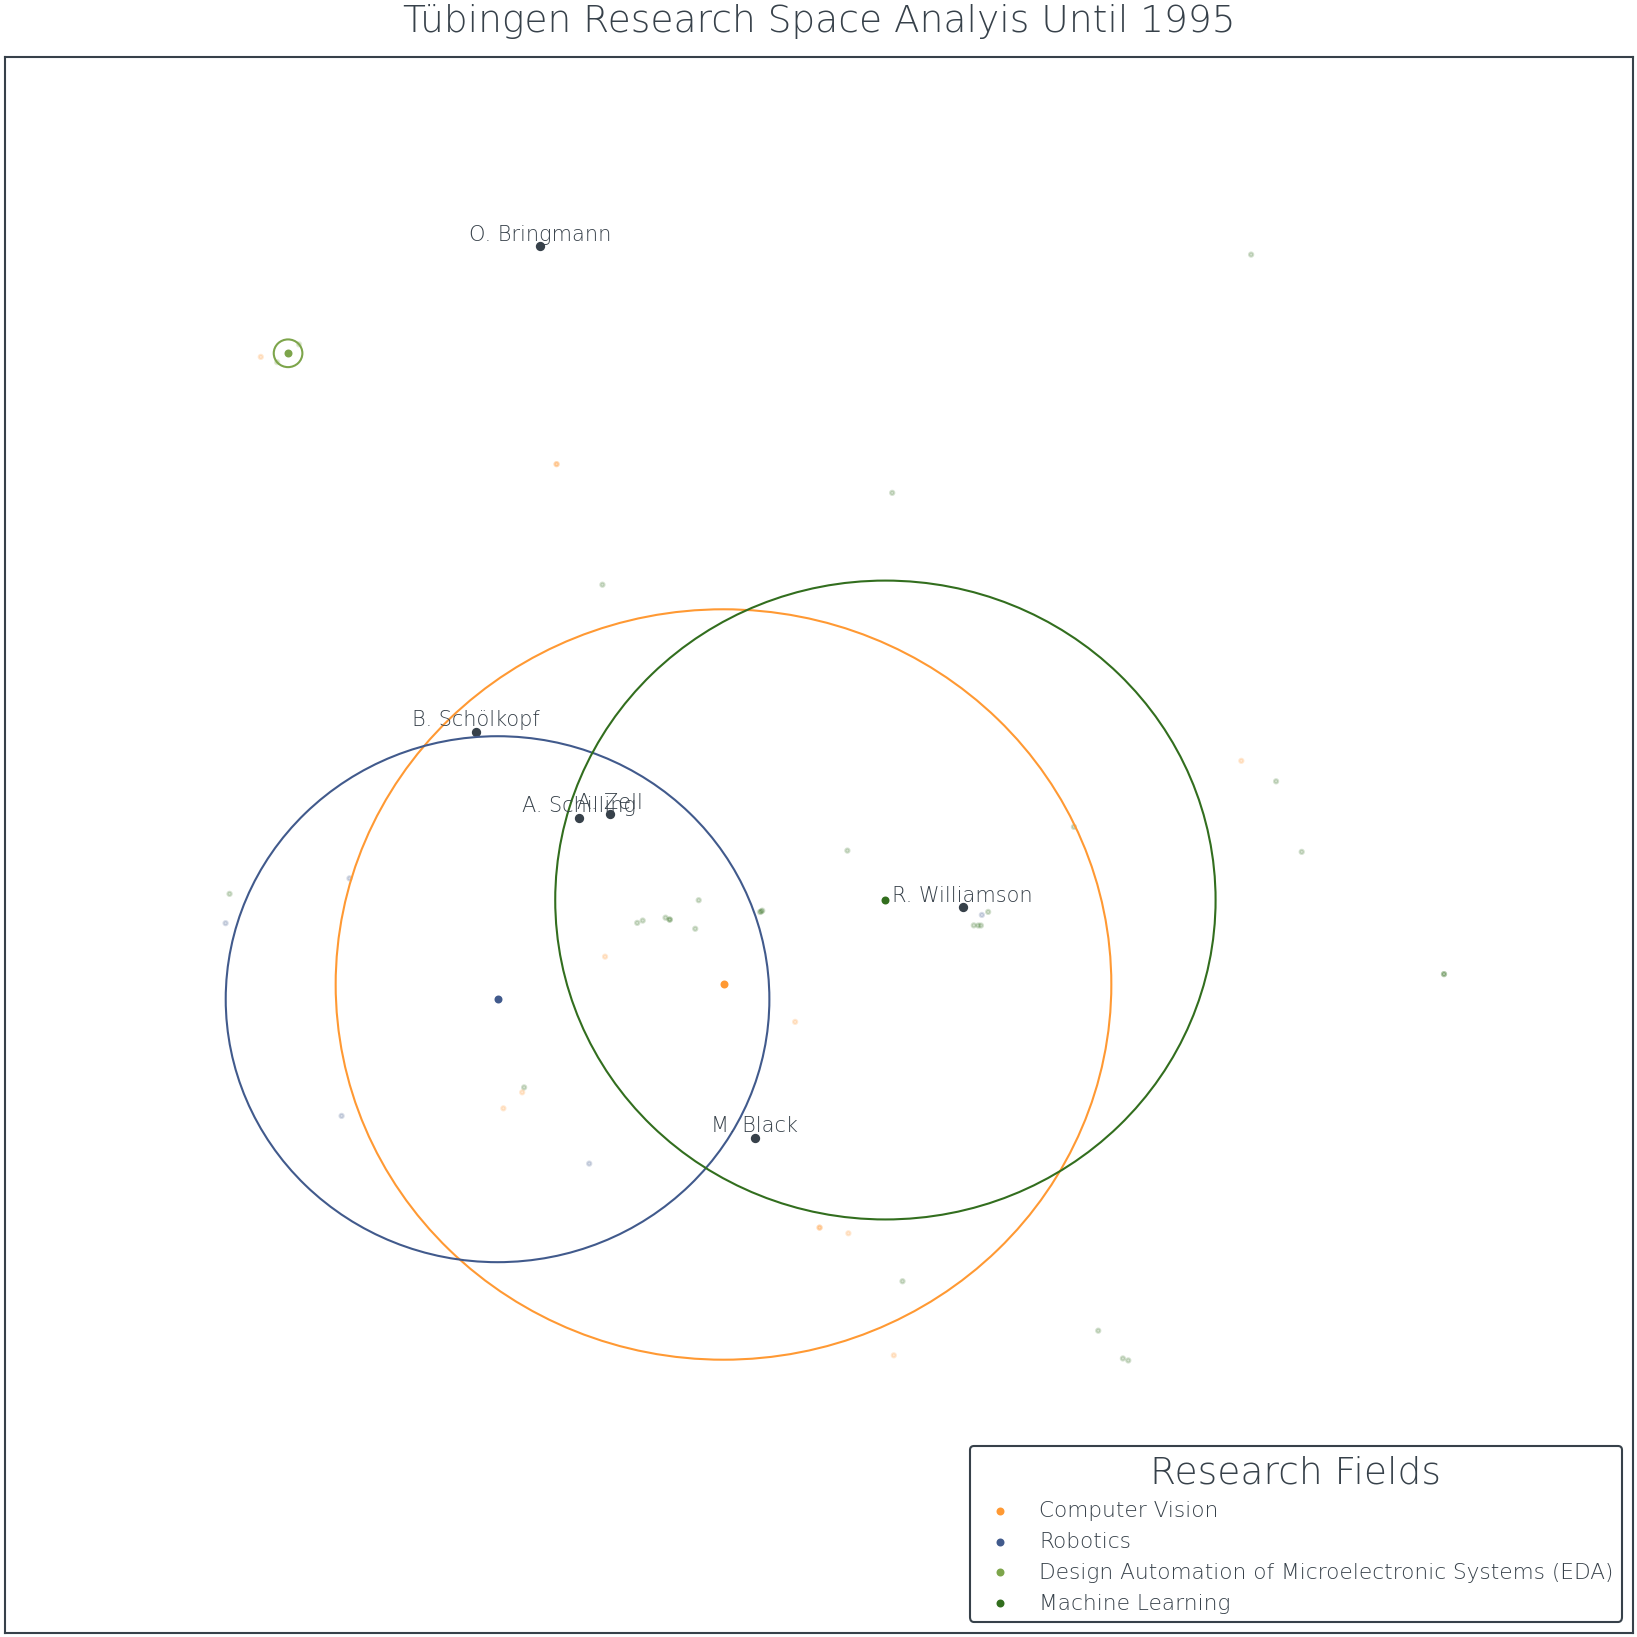 Tübingen Research Space Analyis Until 1995
O. Bringmann
B. Schölkopf
A. Zell
A. Schilling
R. Williamson
M. Black
Research Fields
Computer Vision
Robotics
Design Automation of Microelectronic Systems (EDA)
Machine Learning